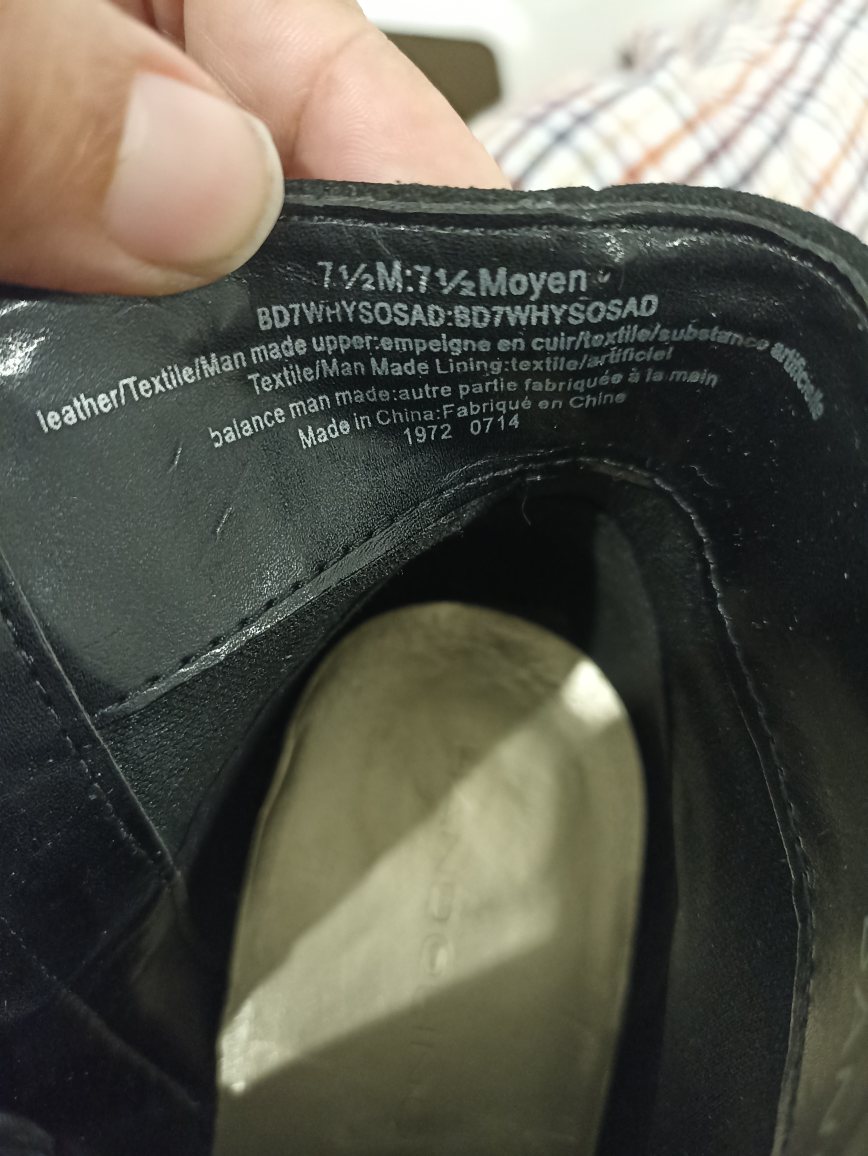 7½M:7½Moyen
BD7WHYSOSAD:BD7WHYSOSAD
leather/Textile/Man made upper:empeigne en cuir/textile/substance artificielle
Textile/Man Made Lining:textile/artificiel
balance man made:autre partie fabriquée à la main
Made in China:Fabriqué en Chine
1972 0714